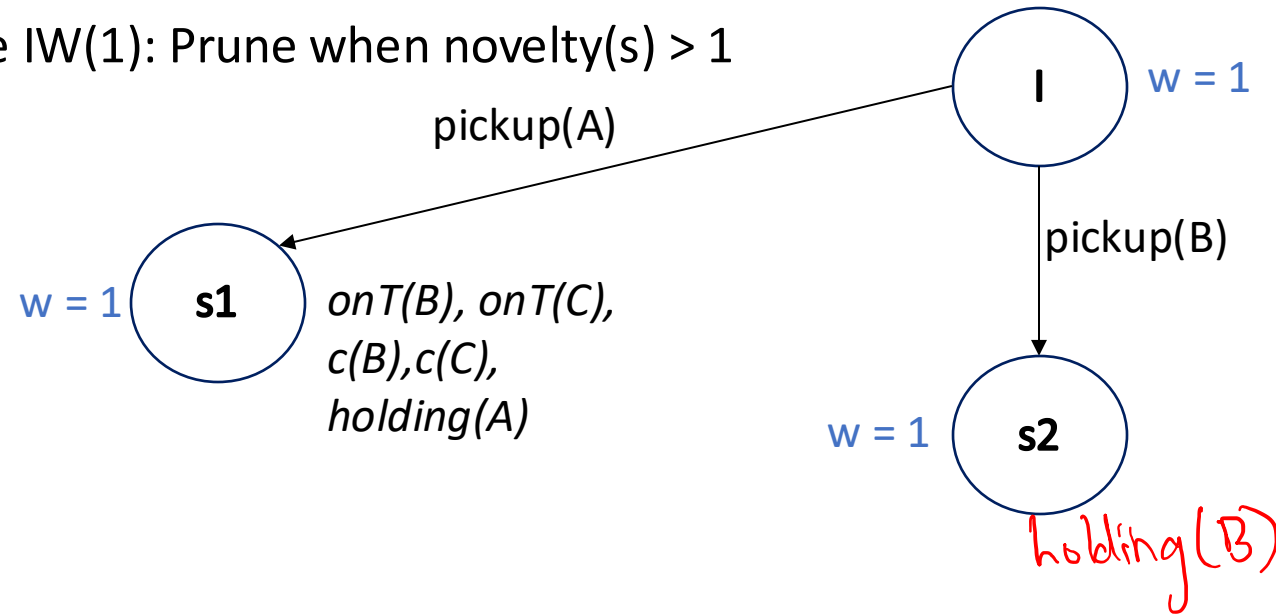 e IW(1): Prune when novelty(s) > 1
I
w = 1
pickup(A)
pickup(B)
w = 1
s1
onT(B), onT(C),
c(B),c(C),
holding(A)
w = 1
s2
holding(B)